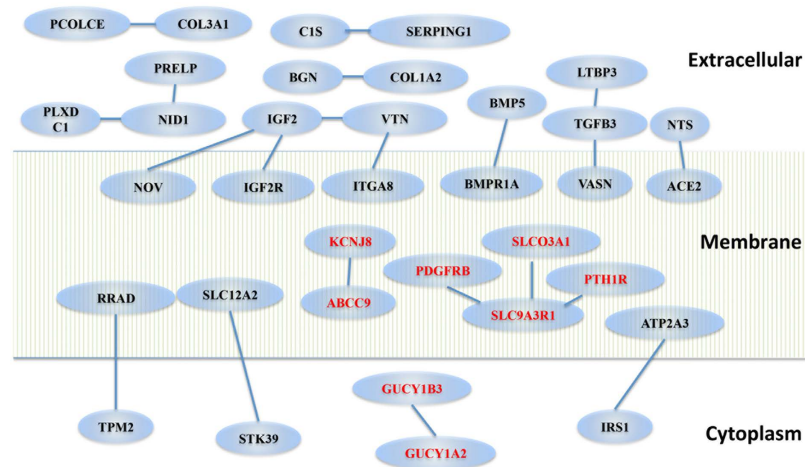 PCOLCE
COL3A1
C1S
SERPING1
Extracellular
PRELP
BGN
COL1A2
LTBP3
PLXD
C1
NID1
IGF2
VTN
BMP5
TGFB3
NTS
NOV
IGF2R
ITGA8
BMPR1A
VASN
ACE2
KCNJ8
SLCO3A1
Membrane
PDGFRB
PTH1R
RRAD
SLC12A2
ABCC9
SLC9A3R1
ATP2A3
GUCY1B3
TPM2
STK39
IRS1
Cytoplasm
GUCY1A2